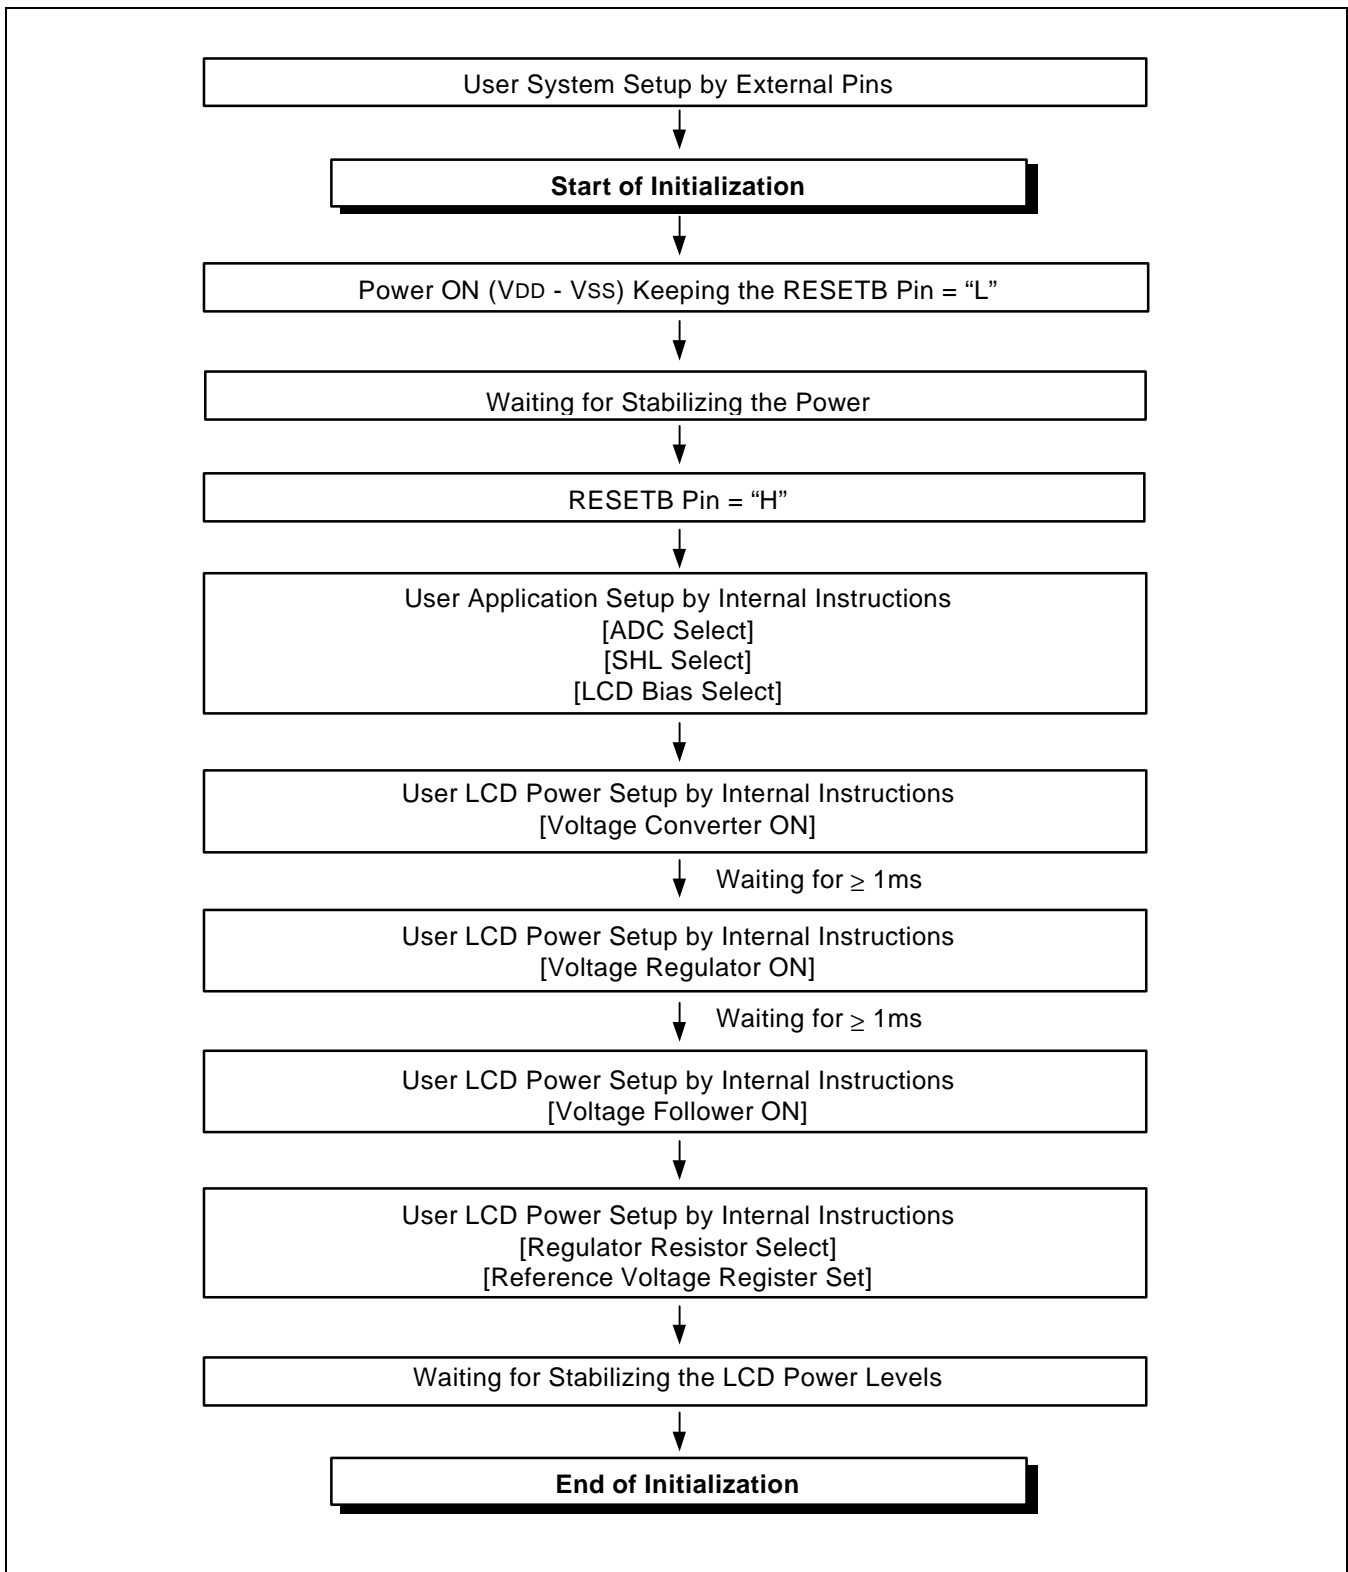 User System Setup by External Pins
Start of Initialization
Power ON (VDD - VSS) Keeping the RESETB Pin = “L”
Waiting for Stabilizing the Power
RESETB Pin = “H”
User Application Setup by Internal Instructions
[ADC Select]
[SHL Select]
[LCD Bias Select]
User LCD Power Setup by Internal Instructions
[Voltage Converter ON]
Waiting for ≥ 1ms
User LCD Power Setup by Internal Instructions
[Voltage Regulator ON]
Waiting for ≥ 1ms
User LCD Power Setup by Internal Instructions
[Voltage Follower ON]
User LCD Power Setup by Internal Instructions
[Regulator Resistor Select]
[Reference Voltage Register Set]
Waiting for Stabilizing the LCD Power Levels
End of Initialization